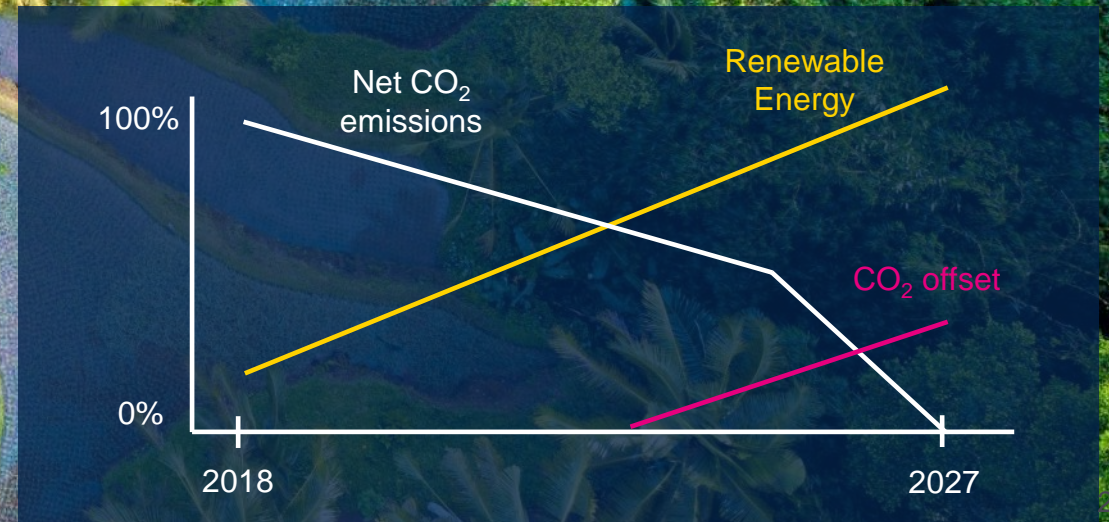 Net CO₂
emissions
Renewable
Energy
100%
CO₂ offset
0%
2018
2027